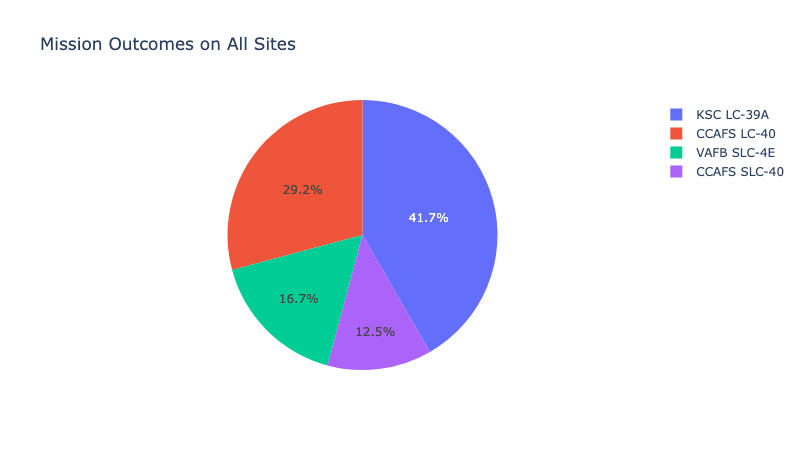 Mission Outcomes on All Sites
KSC LC-39A
CCAFS LC-40
VAFB SLC-4E
CCAFS SLC-40
29.2%
41.7%
16.7%
12.5%